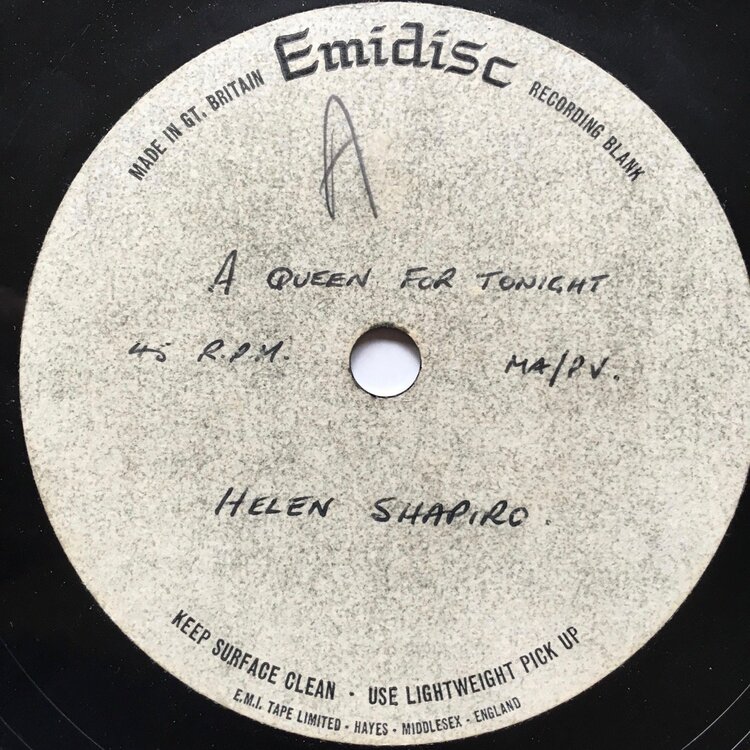 Emidisc
MADE IN GT. BRITAIN
RECORDING BLANK
A
A QUEEN FOR TONIGHT
45 R.P.M.
MA/PV.
HELEN SHAPIRO.
KEEP SURFACE CLEAN · USE LIGHTWEIGHT PICK UP
E.M.I. TAPE LIMITED · HAYES · MIDDLESEX · ENGLAND